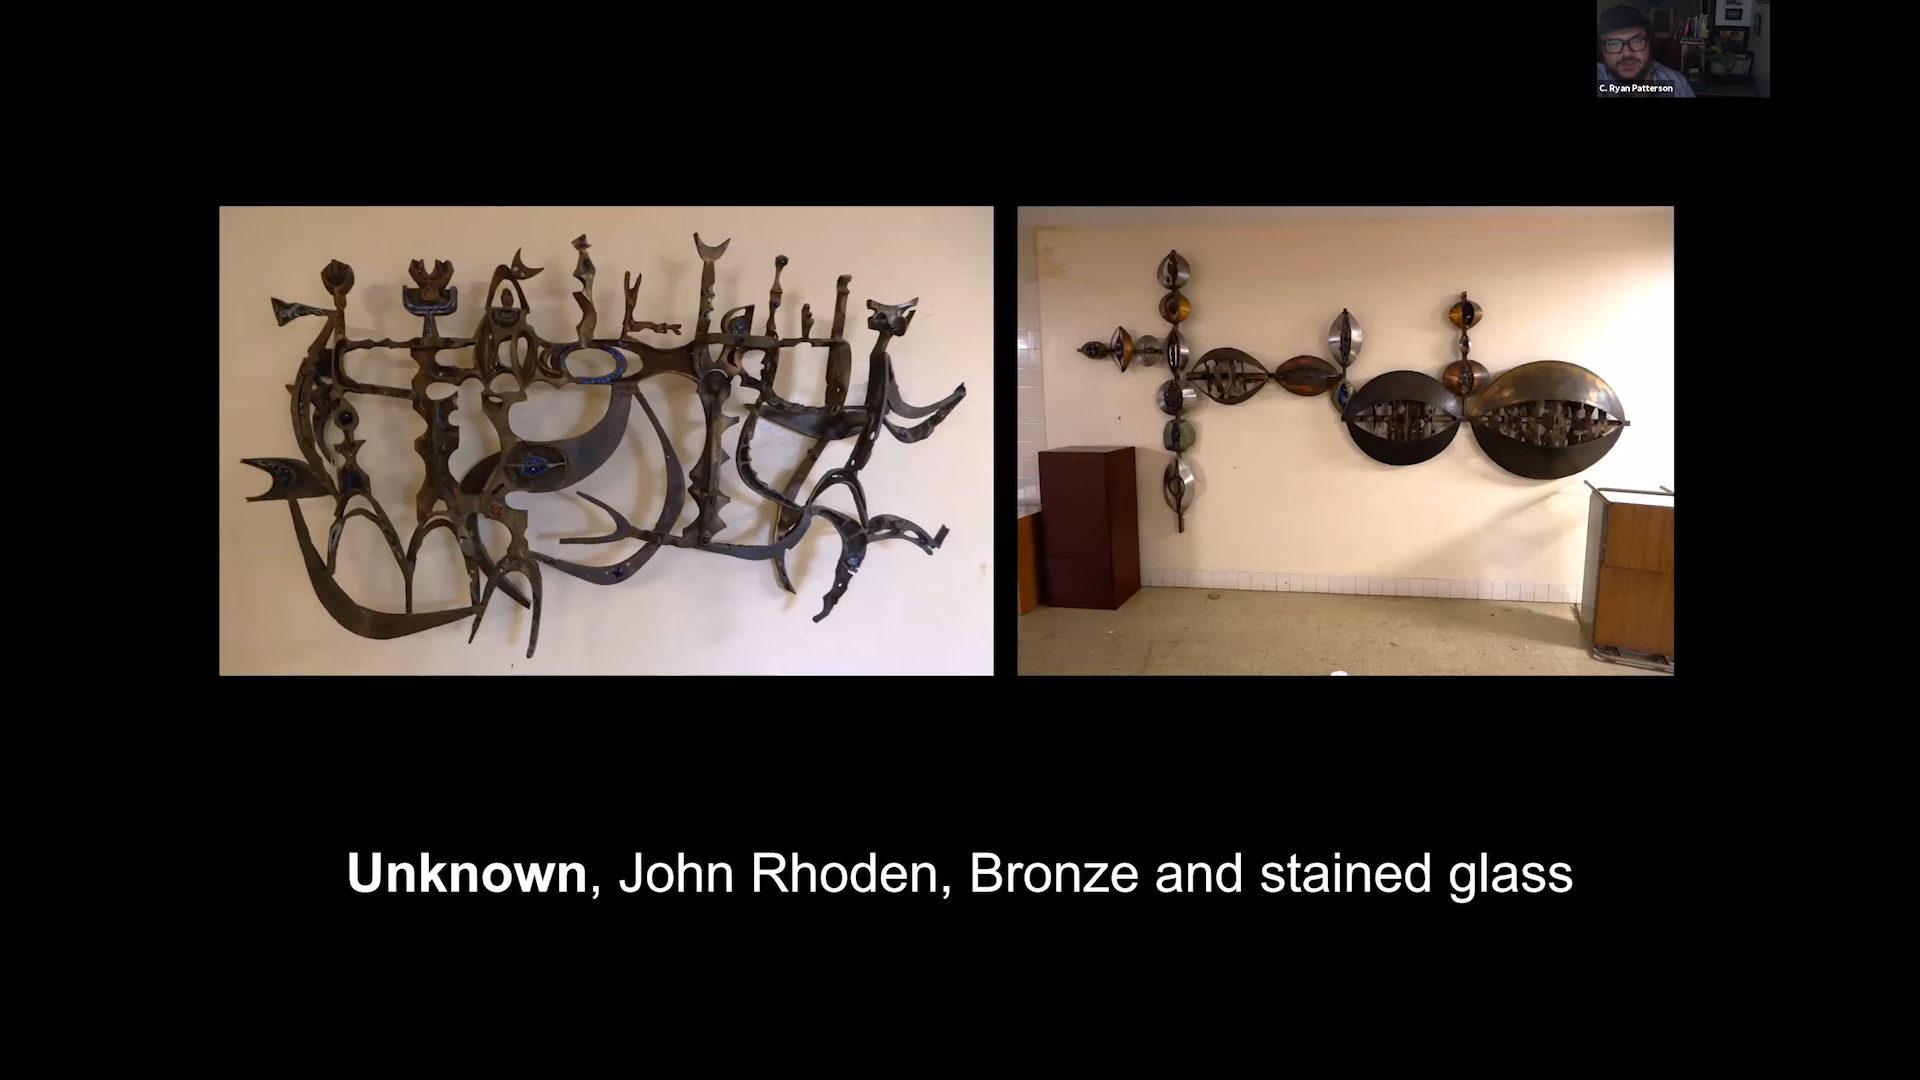 C. Ryan Patterson
Unknown, John Rhoden, Bronze and stained glass